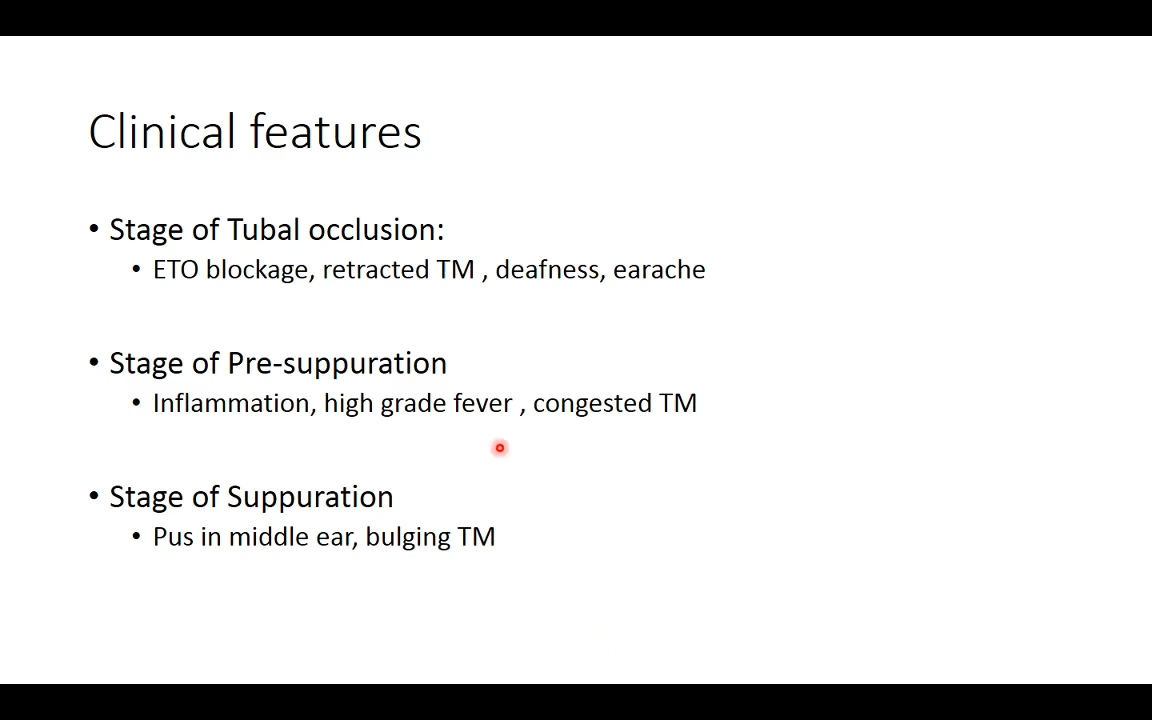 Clinical features
• Stage of Tubal occlusion:
• ETO blockage, retracted TM , deafness, earache
• Stage of Pre-suppuration
• Inflammation, high grade fever , congested TM
• Stage of Suppuration
• Pus in middle ear, bulging TM